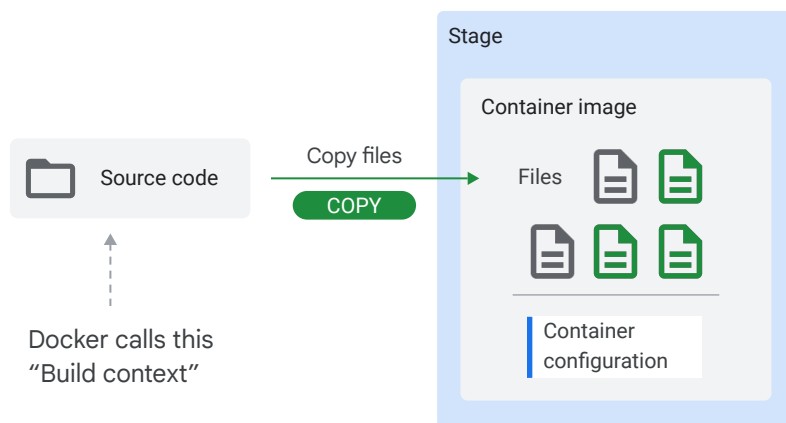 Stage
Container image
Copy files
Source code
COPY
Files
Docker calls this
“Build context”
Container
configuration